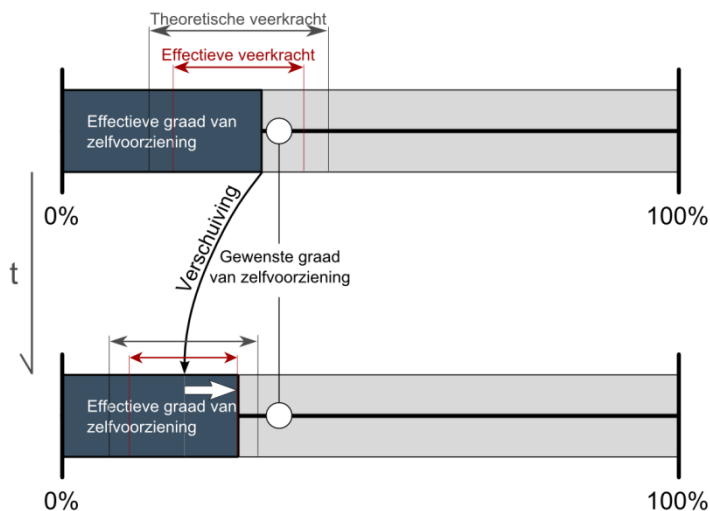 Theoretische veerkracht
Effectieve veerkracht
Effectieve graad van
zelfvoorziening
0%
100%
Verschuiving
t
Gewenste graad
van zelfvoorziening
Effectieve graad van
zelfvoorziening
0%
100%